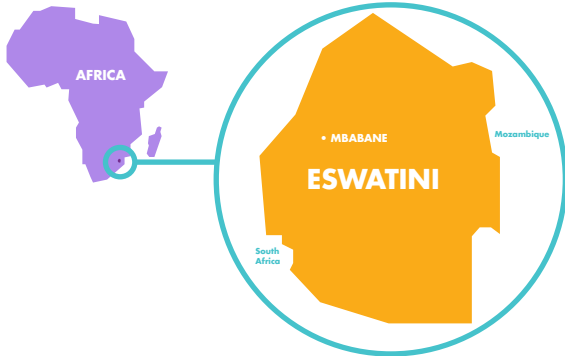 AFRICA
• MBABANE
Mozambique
ESWATINI
South
Africa